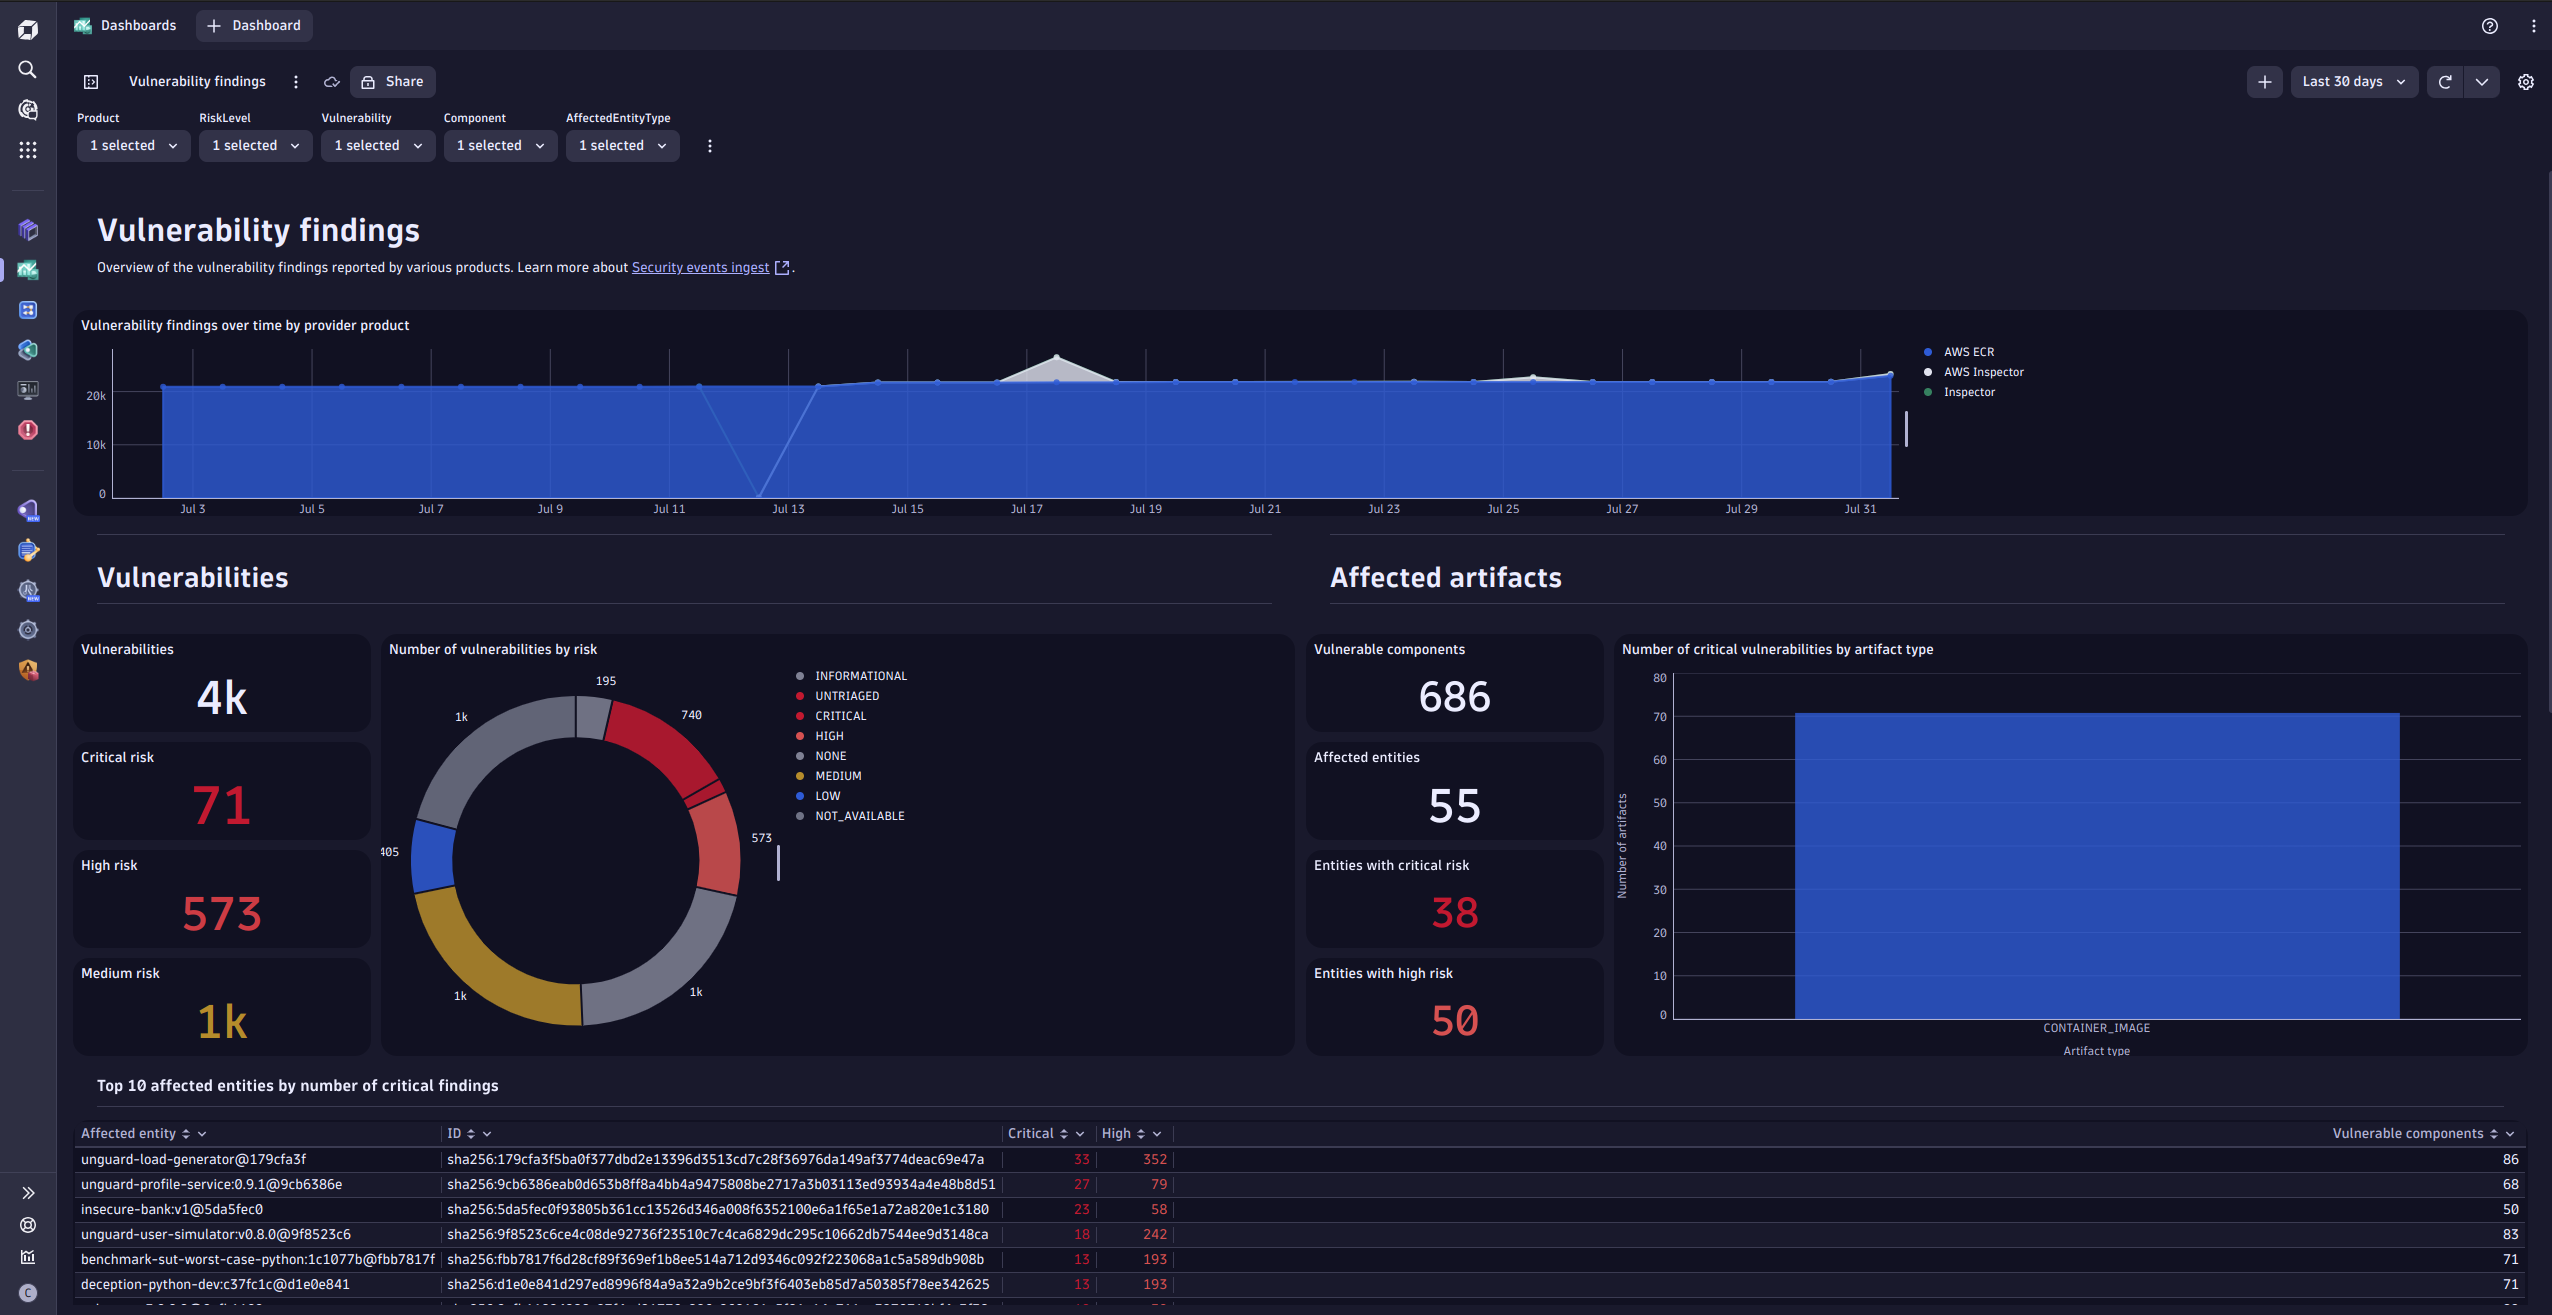 Dashboards
Dashboard
Vulnerability findings
Share
Last 30 days
Product RiskLevel Vulnerability Component AffectedEntityType
1 selected 1 selected 1 selected 1 selected 1 selected
Vulnerability findings
Overview of the vulnerability findings reported by various products. Learn more about Security events ingest.
Vulnerability findings over time by provider product
20k
10k
0
Jul 3 Jul 5 Jul 7 Jul 9 Jul 11 Jul 13 Jul 15 Jul 17 Jul 19 Jul 21 Jul 23 Jul 25 Jul 27 Jul 29 Jul 31
AWS ECR
AWS Inspector
Inspector
Vulnerabilities
Affected artifacts
Vulnerabilities
4k
Critical risk
71
High risk
573
Medium risk
1k
Number of vulnerabilities by risk
195
740
573
1k
1k
405
1k
INFORMATIONAL
UNTRIAGED
CRITICAL
HIGH
NONE
MEDIUM
LOW
NOT_AVAILABLE
Vulnerable components
686
Affected entities
55
Entities with critical risk
38
Entities with high risk
50
Number of critical vulnerabilities by artifact type
Number of artifacts
80
70
60
50
40
30
20
10
0
CONTAINER_IMAGE
Artifact type
Top 10 affected entities by number of critical findings
Affected entity ID Critical High Vulnerable components
unguard-load-generator@179cfa3f sha256:179cfa3f5ba0f377dbd2e13396d3513cd7c28f36976da149af3774deac69e47a 33 352 86
unguard-profile-service:0.9.1@9cb6386e sha256:9cb6386eab0d653b8ff8a4bb4a9475808be2717a3b03113ed93934a4e48b8d51 27 79 68
insecure-bank:v1@5da5fec0 sha256:5da5fec0f93805b361cc13526d346a008f6352100e6a1f65e1a72a820e1c3180 23 58 50
unguard-user-simulator:v0.8.0@9f8523c6 sha256:9f8523c6ce4c08de92736f23510c7c4ca6829dc295c10662db7544ee9d3148ca 18 242 83
benchmark-sut-worst-case-python:1c1077b@fbb7817f sha256:fbb7817f6d28cf89f369ef1b8ee514a712d9346c092f223068a1c5a589db908b 13 193 71
deception-python-dev:c37fc1c@d1e0e841 sha256:d1e0e841d297ed8996f84a9a32a9b2ce9bf3f6403eb85d7a50385f78ee342625 13 193 71
NEW
NEW
C